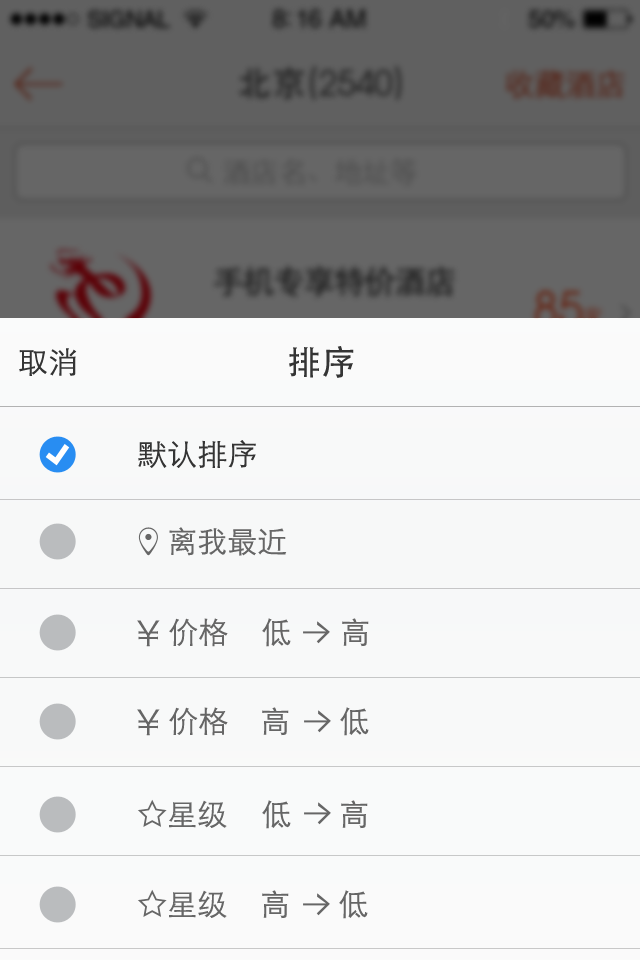 SIGNAL 8:16 AM 50%
北京(2540) 收藏酒店
酒店名、地址等
手机专享特价酒店
85
取消 排序
默认排序
离我最近
¥ 价格 低 → 高
¥ 价格 高 → 低
☆星级 低 → 高
☆星级 高 → 低